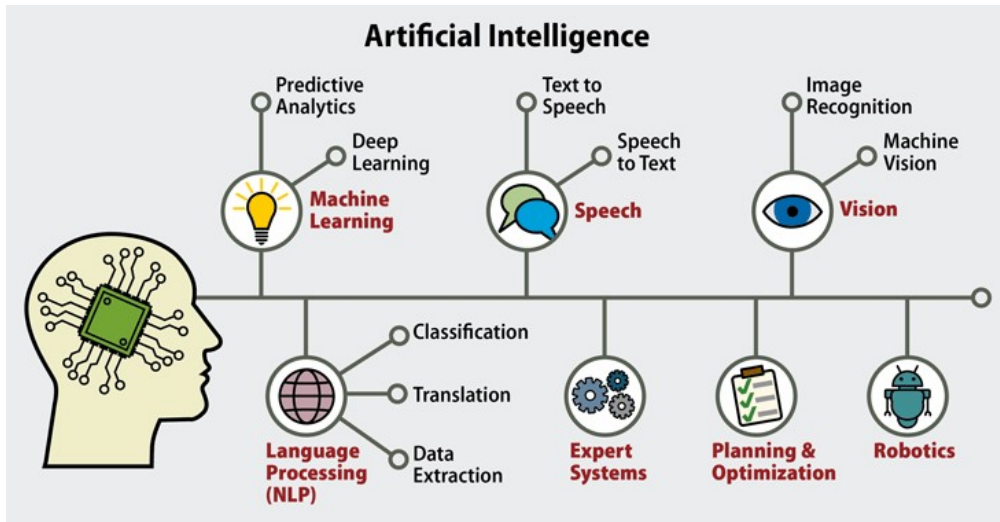 Artificial Intelligence
Predictive
Analytics
Deep
Learning
Machine
Learning
Text to
Speech
Speech
to Text
Speech
Image
Recognition
Machine
Vision
Vision
Classification
Translation
Data
Extraction
Language
Processing
(NLP)
Expert
Systems
Planning &
Optimization
Robotics